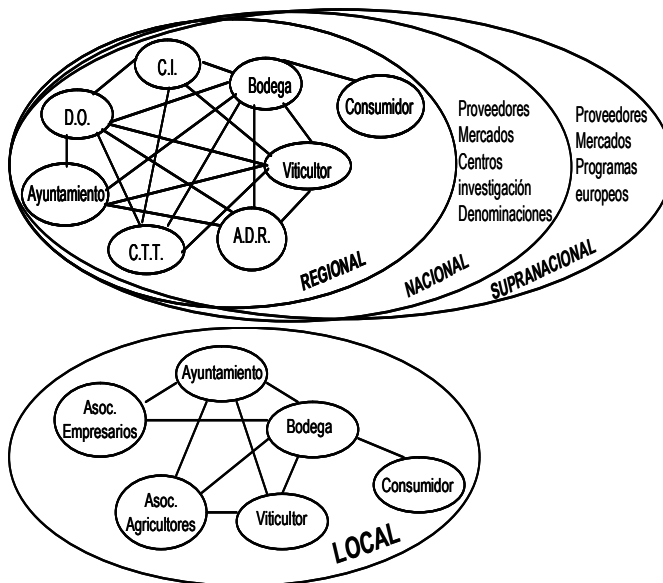 C.I.
Bodega
Consumidor
D.O.
Viticultor
Ayuntamiento
C.T.T.
A.D.R.
REGIONAL
Proveedores
Mercados
Centros
investigación
Denominaciones
NACIONAL
Proveedores
Mercados
Programas
europeos
SUPRANACIONAL
Ayuntamiento
Asoc.
Empresarios
Bodega
Consumidor
Asoc.
Agricultores
Viticultor
LOCAL